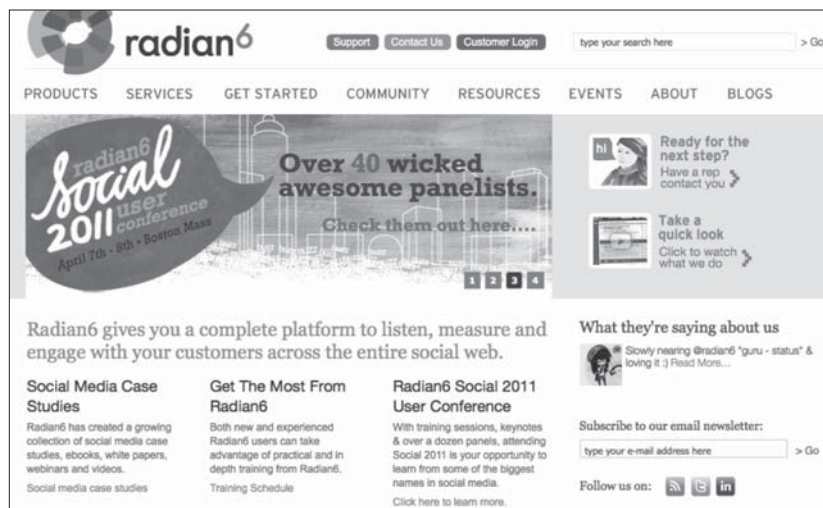 radian6
Support Contact Us Customer Login type your search here > Go
PRODUCTS SERVICES GET STARTED COMMUNITY RESOURCES EVENTS ABOUT BLOGS
radian6
Social
2011 user
conference
April 7th - 8th • Boston Mass
Over 40 wicked
awesome panelists.
Check them out here....
1 2 3 4
hi
Ready for the
next step?
Have a rep
contact you
Take a
quick look
Click to watch
what we do
Radian6 gives you a complete platform to listen, measure and
engage with your customers across the entire social web.
Social Media Case
Studies
Radian6 has created a growing
collection of social media case
studies, ebooks, white papers,
webinars and videos.
Social media case studies
Get The Most From
Radian6
Both new and experienced
Radian6 users can take
advantage of practical and in
depth training from Radian6.
Training Schedule
Radian6 Social 2011
User Conference
With training sessions, keynotes
& over a dozen panels, attending
Social 2011 is your opportunity to
learn from some of the biggest
names in social media.
Click here to learn more.
What they're saying about us
Slowly nearing @radian6 "guru - status" &
loving it :) Read More...
Subscribe to our email newsletter:
type your e-mail address here > Go
Follow us on: t in